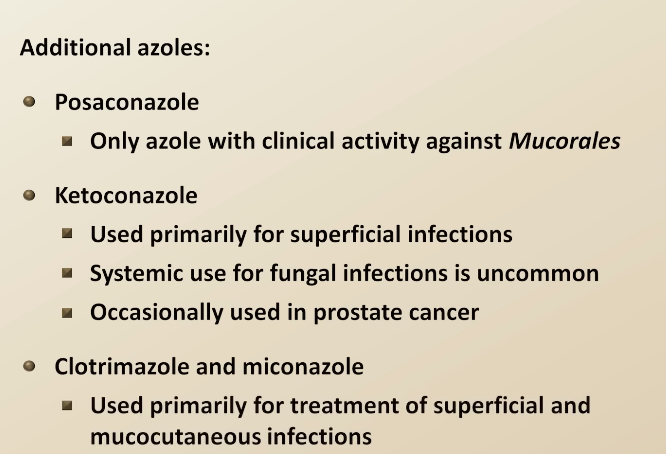 Additional azoles:
Posaconazole
Only azole with clinical activity against Mucorales
Ketoconazole
Used primarily for superficial infections
Systemic use for fungal infections is uncommon
Occasionally used in prostate cancer
Clotrimazole and miconazole
Used primarily for treatment of superficial and
mucocutaneous infections